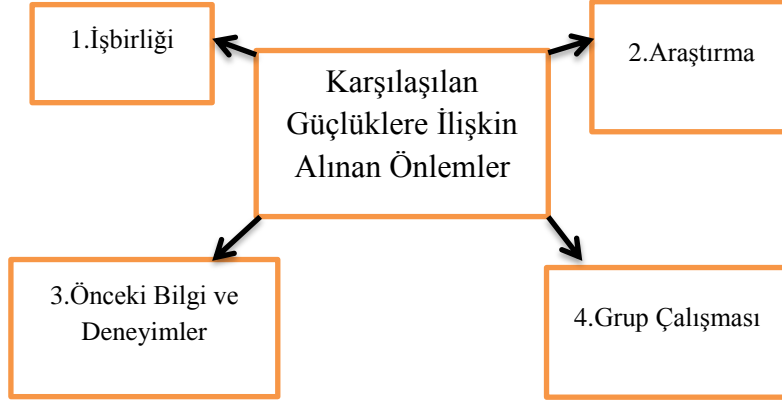 1.İşbirliği
2.Araştırma
Karşılaşılan
Güçlüklere İlişkin
Alınan Önlemler
3.Önceki Bilgi ve
Deneyimler
4.Grup Çalışması